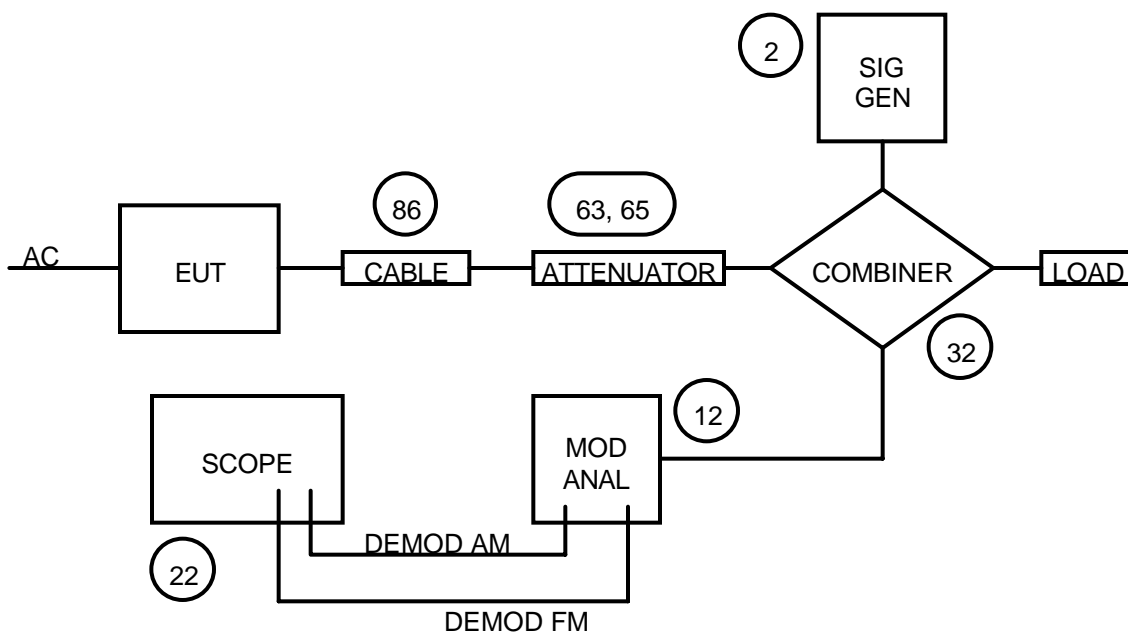 2
SIG
GEN
86
63, 65
AC
EUT
CABLE
ATTENUATOR
COMBINER
LOAD
32
12
SCOPE
MOD
ANAL
DEMOD AM
22
DEMOD FM